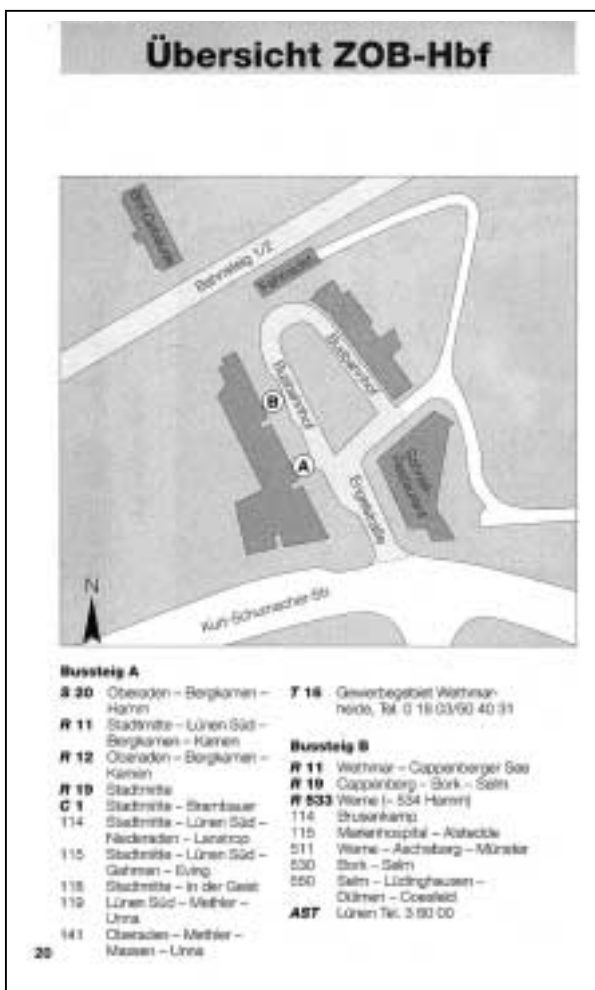 Übersicht ZOB-Hbf
Bahnsteig 1/2
Busbahnhof
Busbahnhof
B
A
Engelstraße
Kurt-Schumacher-Str.
N
Bussteig A
S 20 Oberaden – Bergkamen –
Hamm
R 11 Stadtmitte – Lünen Süd –
Bergkamen – Kamen
R 12 Oberaden – Bergkamen –
Kamen
R 19 Stadtmitte
C 1 Stadtmitte – Brambauer
114 Stadtmitte – Lünen Süd –
Niederaden – Lanstrop
115 Stadtmitte – Lünen Süd –
Gahmen – Eving
118 Stadtmitte – In der Geist
119 Lünen Süd – Methler –
Unna
141 Oberaden – Methler –
Massen – Unna
T 16 Gewerbegebiet Wethmar-
heide, Tel. 0 18 03/50 40 31
Bussteig B
R 11 Wethmar – Cappenberger See
R 19 Cappenberg – Bork – Selm
R 533 Werne (– 534 Hamm)
114 Brusenkamp
115 Marienhospital – Alstedde
511 Werne – Ascheberg – Münster
530 Bork – Selm
550 Selm – Lüdinghausen –
Dülmen – Coesfeld
AST Lünen Tel.
20